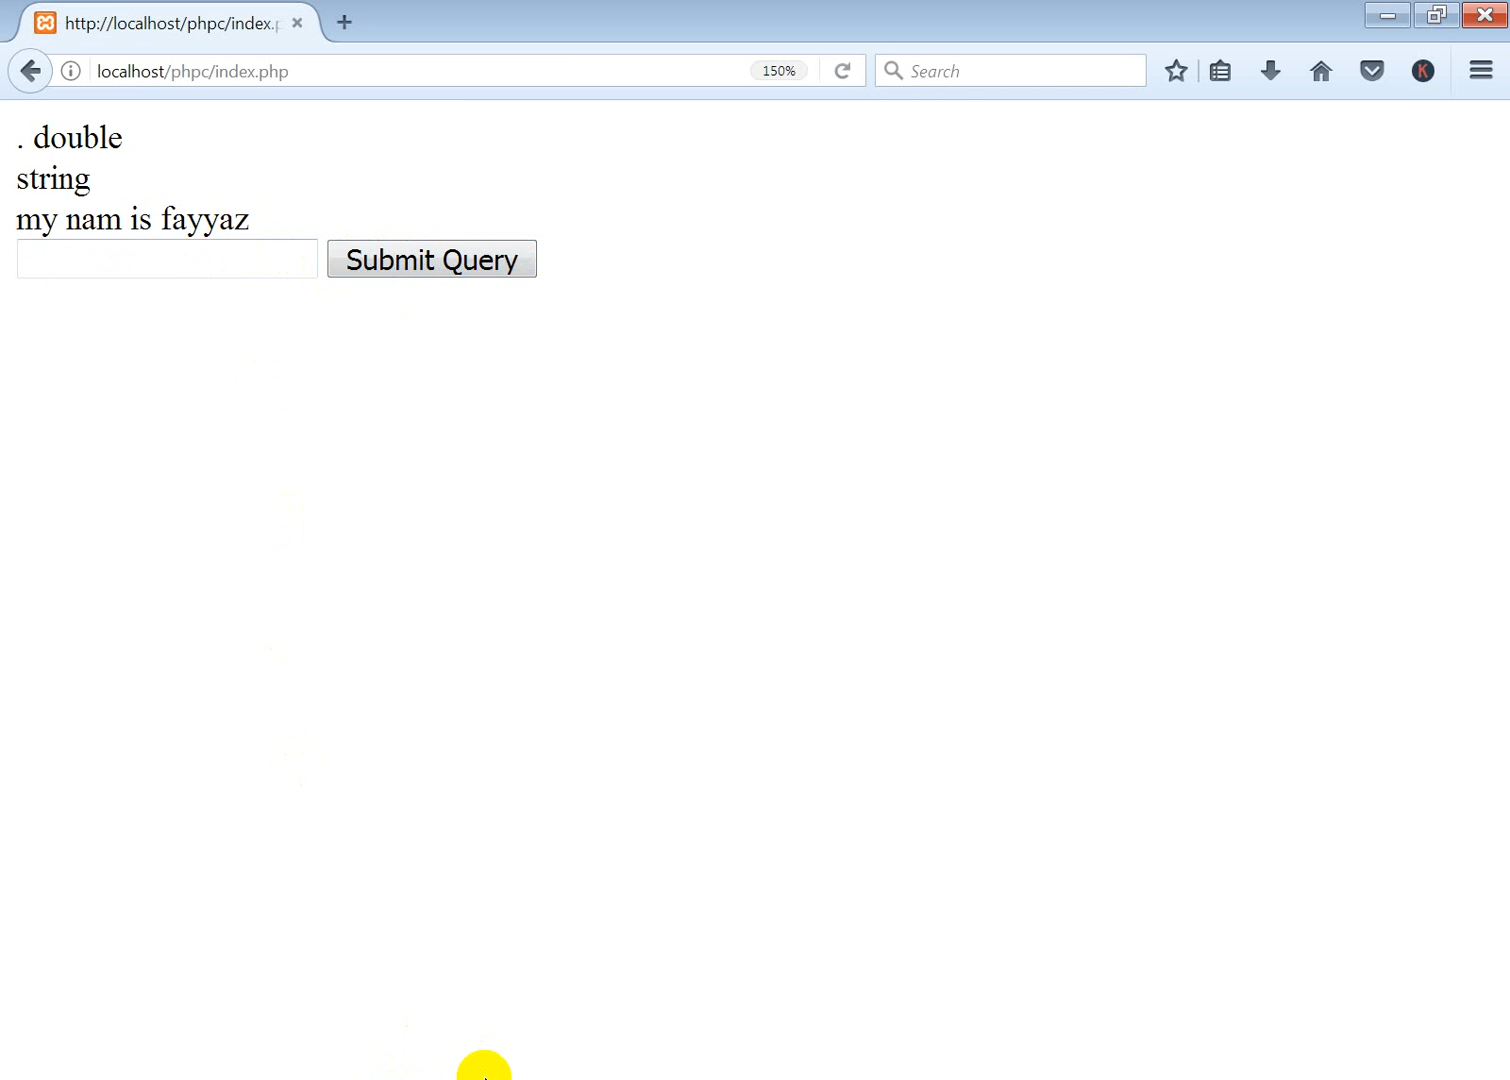 http://localhost/phpc/index.p
localhost/phpc/index.php
150%
Search
K
. double
string
my nam is fayyaz
Submit Query